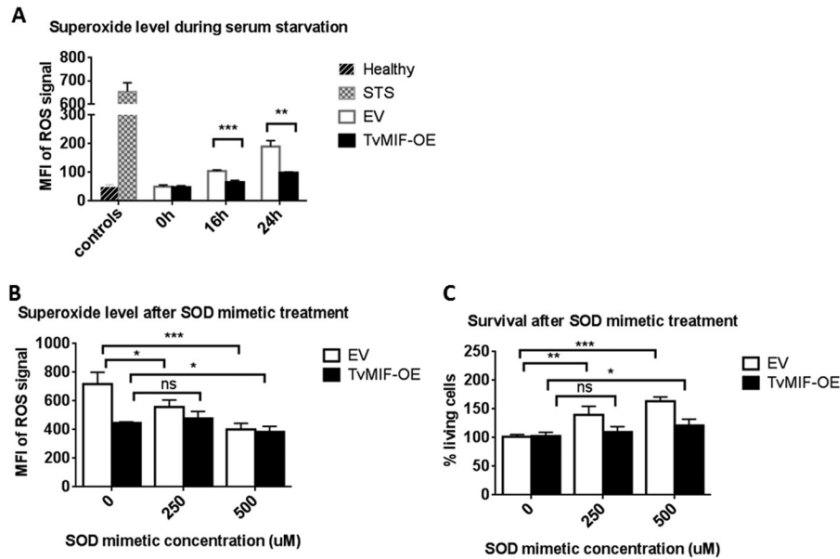 A
Superoxide level during serum starvation
MFI of ROS signal
800
700
600
300
200
100
0
***
**
controls
0h
16h
24h
Healthy
STS
EV
TvMIF-OE
B
Superoxide level after SOD mimetic treatment
MFI of ROS signal
1000
800
600
400
200
0
***
*
*
ns
0
250
500
SOD mimetic concentration (uM)
EV
TvMIF-OE
C
Survival after SOD mimetic treatment
% living cells
250
200
150
100
50
0
***
**
*
ns
0
250
500
SOD mimetic concentration (uM)
EV
TvMIF-OE